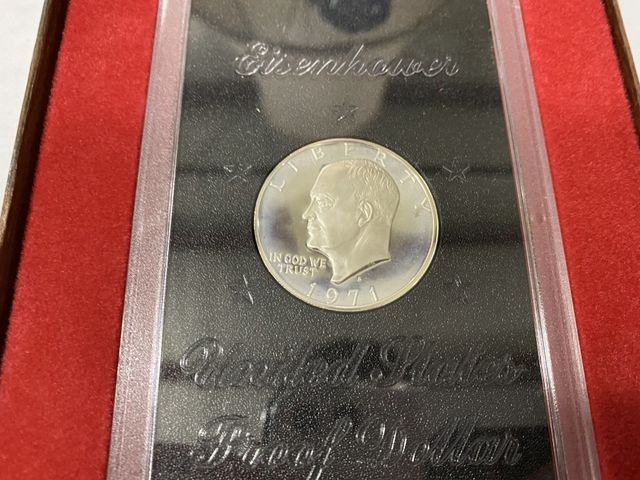 Eisenhower
LIBERTY
IN GOD WE
TRUST
S
1971
United States
Proof Dollar